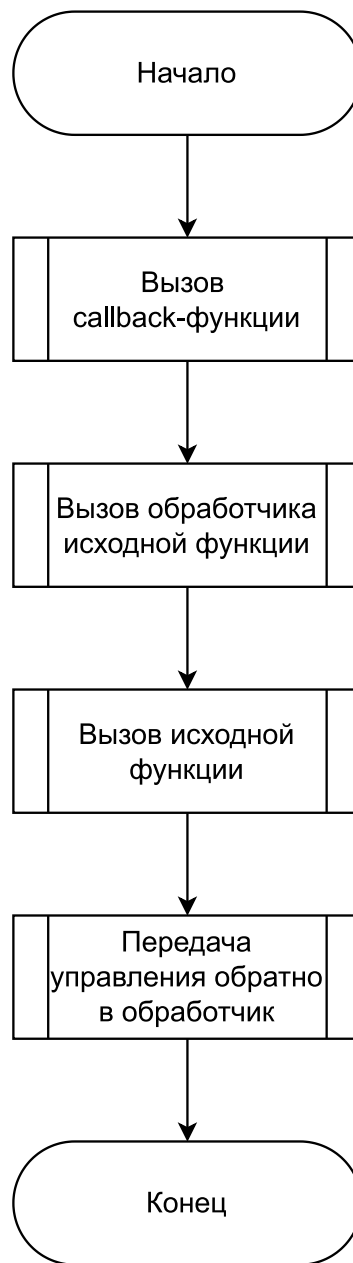 Начало
Вызов
callback-функции
Вызов обработчика
исходной функции
Вызов исходной
функции
Передача
управления обратно
в обработчик
Конец